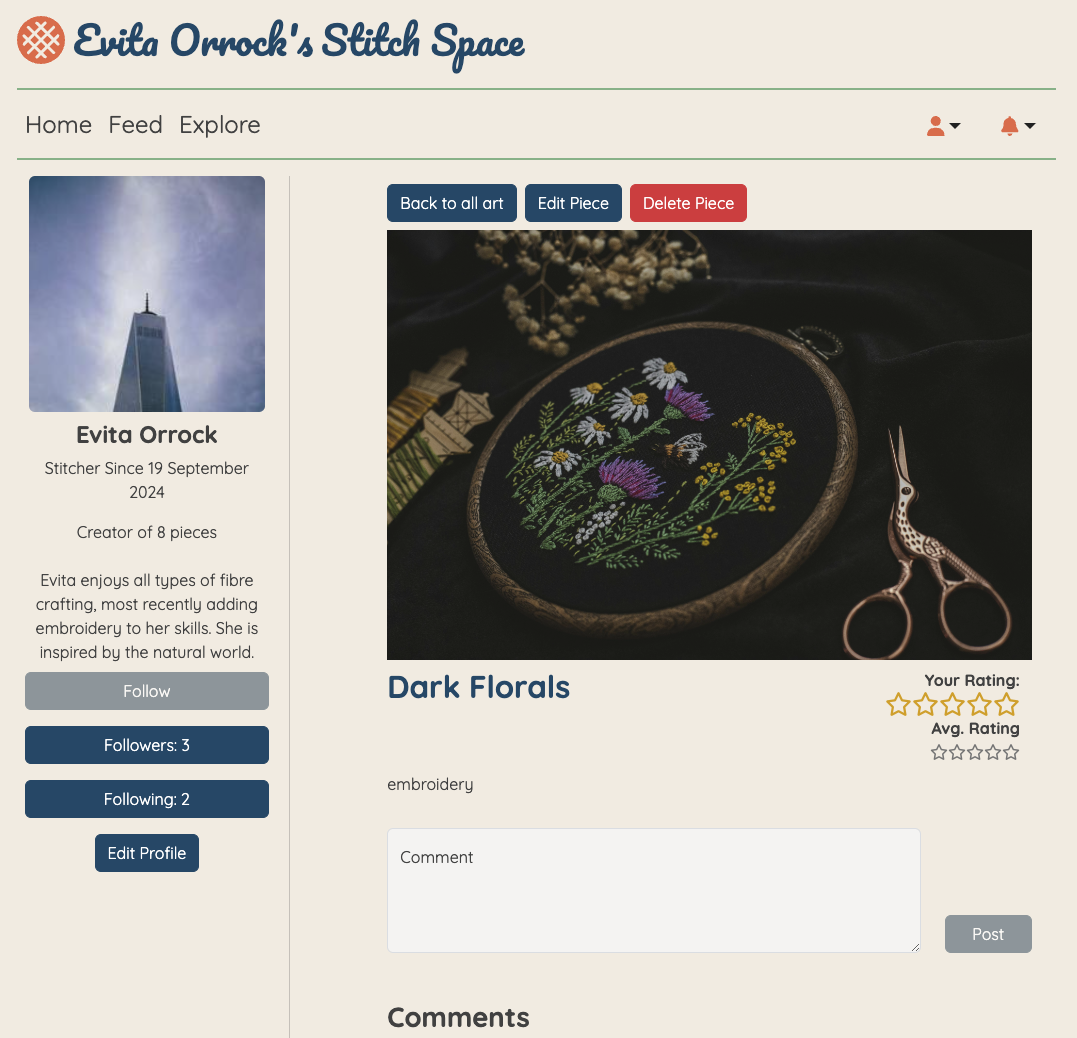 Evita Orrock's Stitch Space
Home Feed Explore
Evita Orrock
Stitcher Since 19 September
2024
Creator of 8 pieces
Evita enjoys all types of fibre
crafting, most recently adding
embroidery to her skills. She is
inspired by the natural world.
Follow
Followers: 3
Following: 2
Edit Profile
Back to all art Edit Piece Delete Piece
Dark Florals
Your Rating:
Avg. Rating
embroidery
Comment
Post
Comments